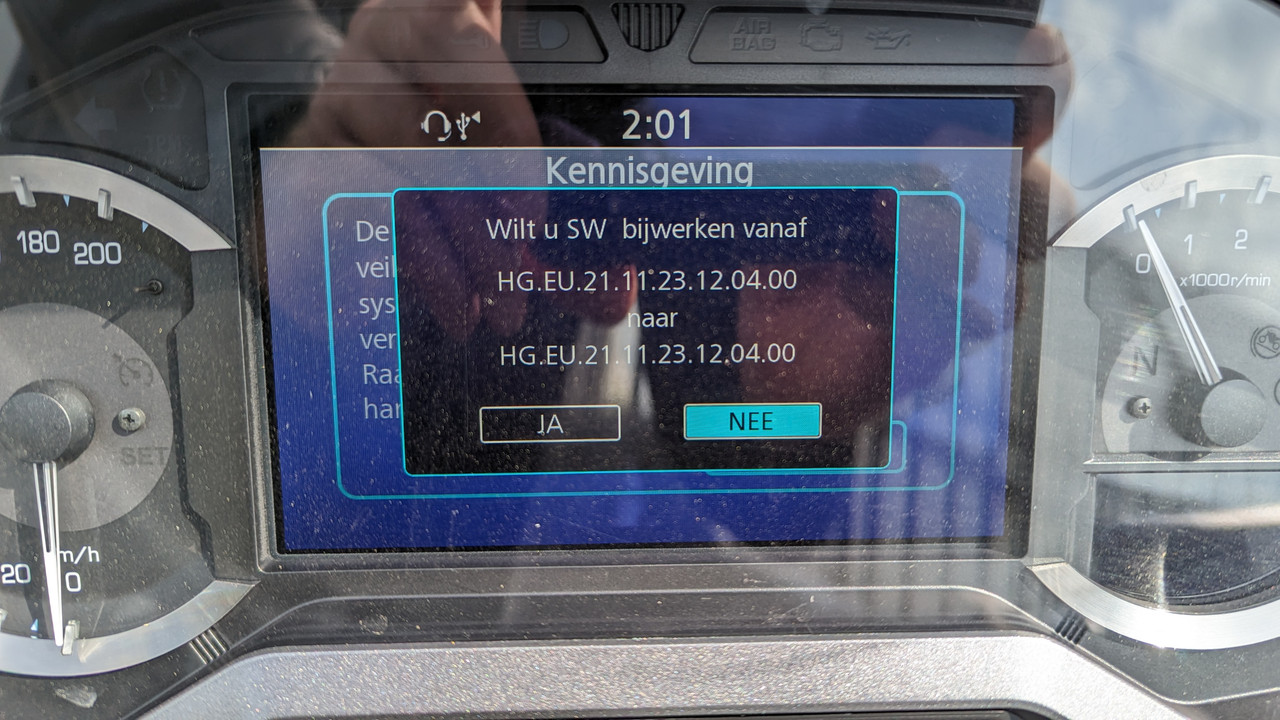 AIR
BAG
2:01
Kennisgeving
De
Wilt u SW bijwerken vanaf
HG.EU.21.11.23.12.04.00
naar
HG.EU.21.11.23.12.04.00
JA
NEE
180
200
SET
km/h
20
0
0
1
2
x1000r/min
N